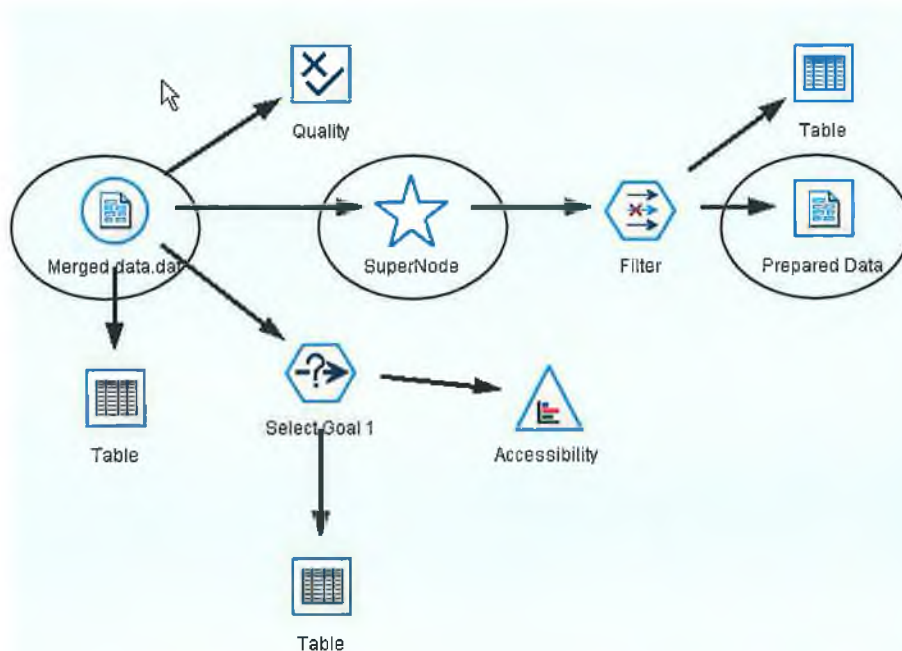 Quality
Table
Merged data.dat
SuperNode
Filter
Prepared Data
Table
Select Goal 1
Accessibility
Table